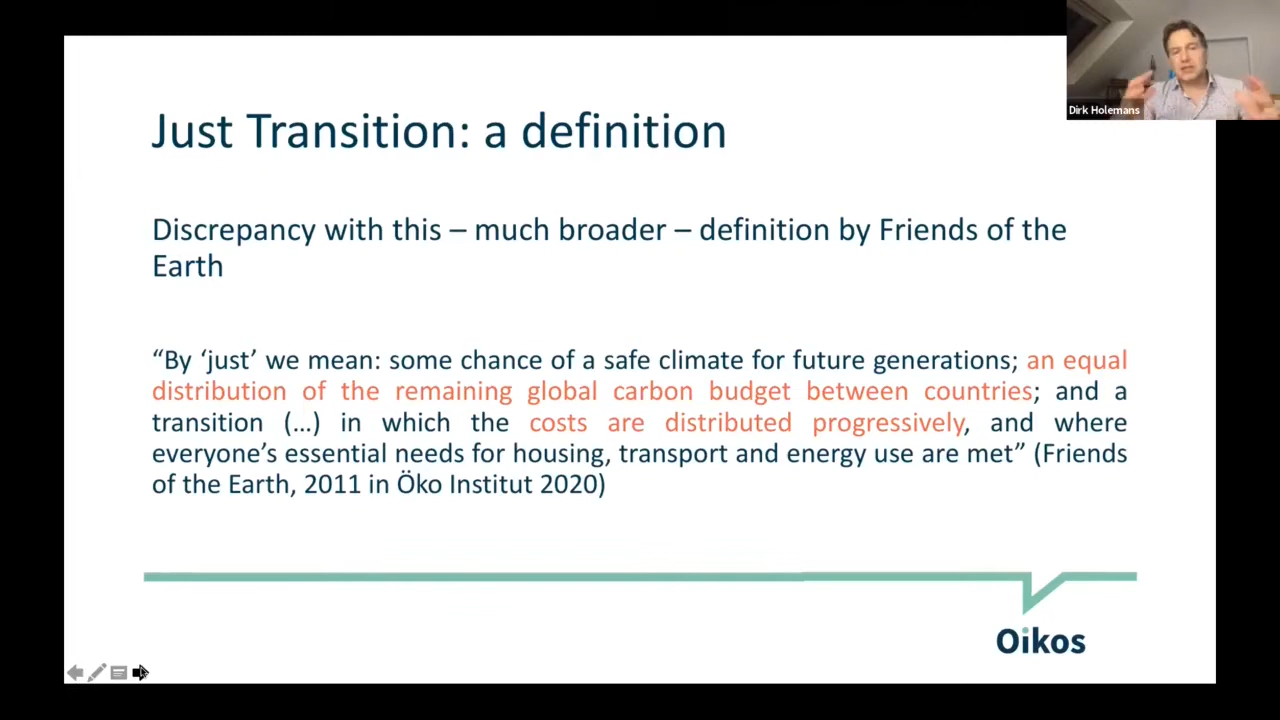 Dirk Holemans
Just Transition: a definition
Discrepancy with this – much broader – definition by Friends of the
Earth
“By ‘just’ we mean: some chance of a safe climate for future generations; an equal
distribution of the remaining global carbon budget between countries; and a
transition (…) in which the costs are distributed progressively, and where
everyone’s essential needs for housing, transport and energy use are met” (Friends
of the Earth, 2011 in Öko Institut 2020)
Oikos